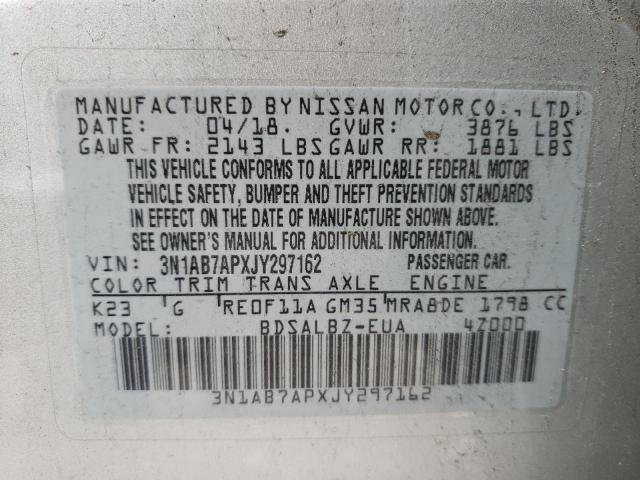 MANUFACTURED BY NISSAN MOTOR CO., LTD.
DATE: 04/18. GVWR: 3876 LBS
GAWR FR: 2143 LBS GAWR RR: 1881 LBS
THIS VEHICLE CONFORMS TO ALL APPLICABLE FEDERAL MOTOR
VEHICLE SAFETY, BUMPER AND THEFT PREVENTION STANDARDS
IN EFFECT ON THE DATE OF MANUFACTURE SHOWN ABOVE.
SEE OWNER'S MANUAL FOR ADDITIONAL INFORMATION.
VIN: 3N1AB7APXJY297162 PASSENGER CAR.
COLOR TRIM TRANS AXLE ENGINE
K23 G RE0F11A GM35 MRA8DE 1798 CC
MODEL: BDSALBZ-EUA 4Z000
3N1AB7APXJY297162